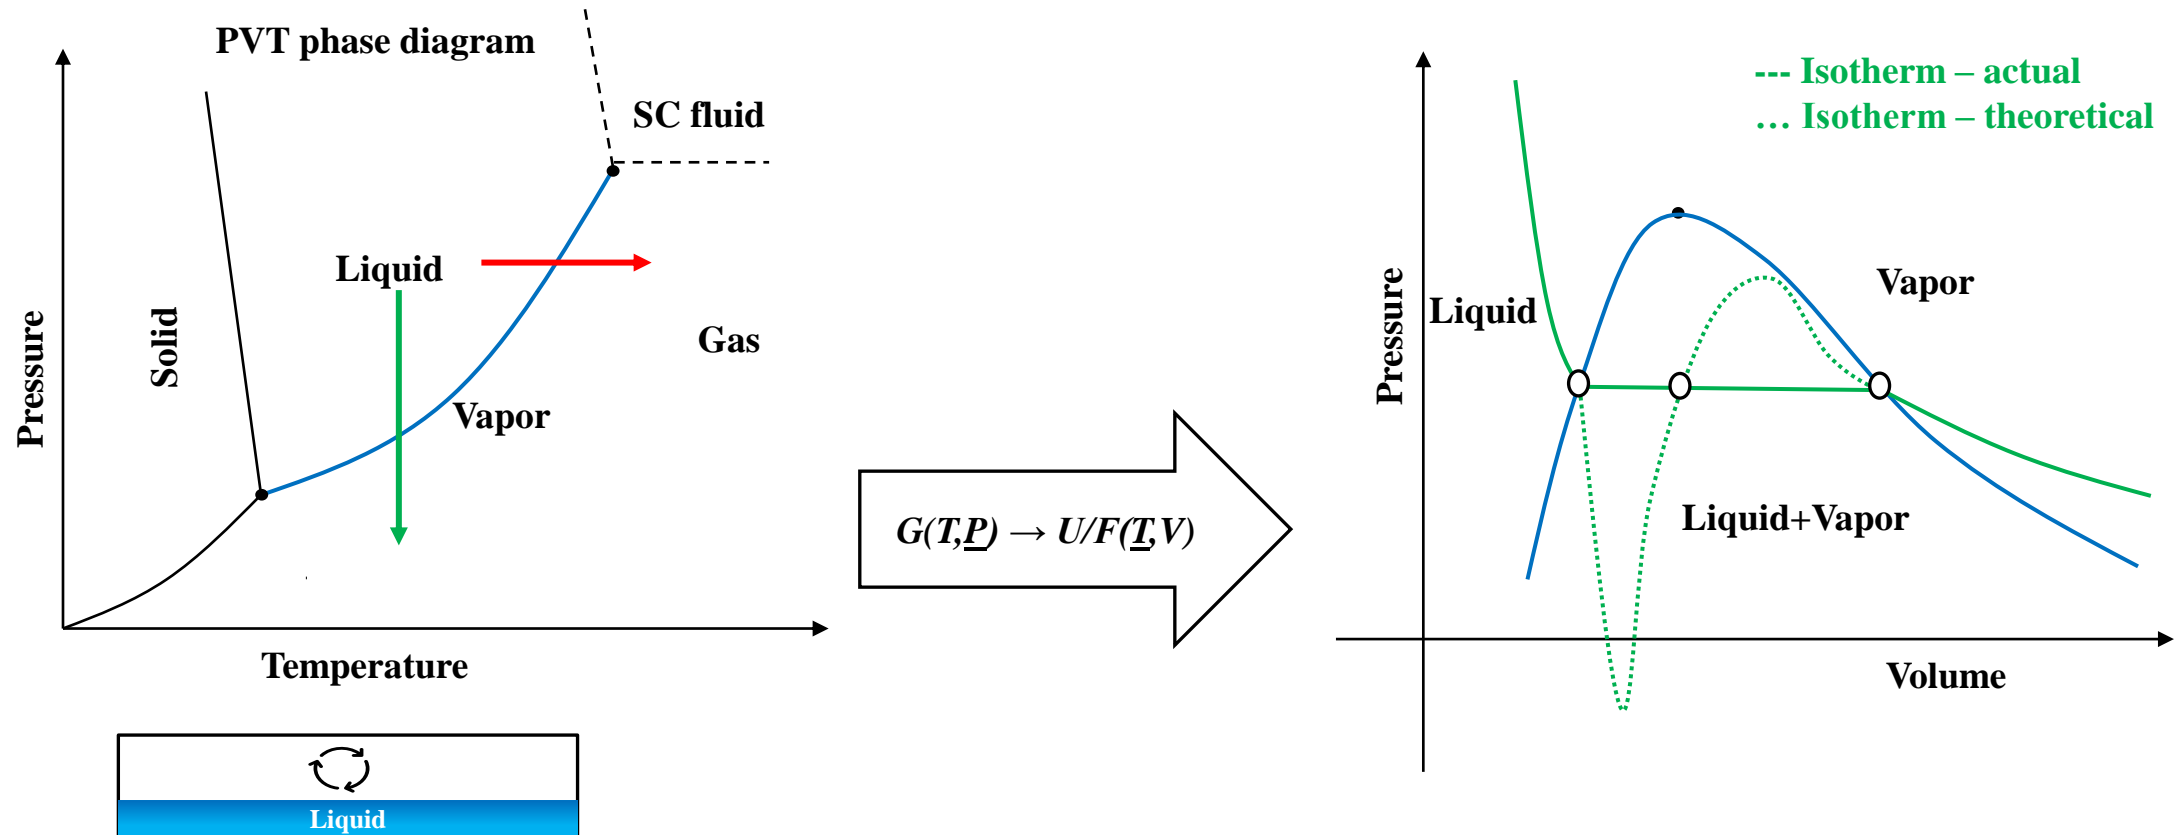 PVT phase diagram
SC fluid
Liquid
Solid
Gas
Vapor
Pressure
Temperature
Liquid
G(T,P) → U/F(T,V)
--- Isotherm – actual
… Isotherm – theoretical
Vapor
Liquid
Pressure
Liquid+Vapor
Volume